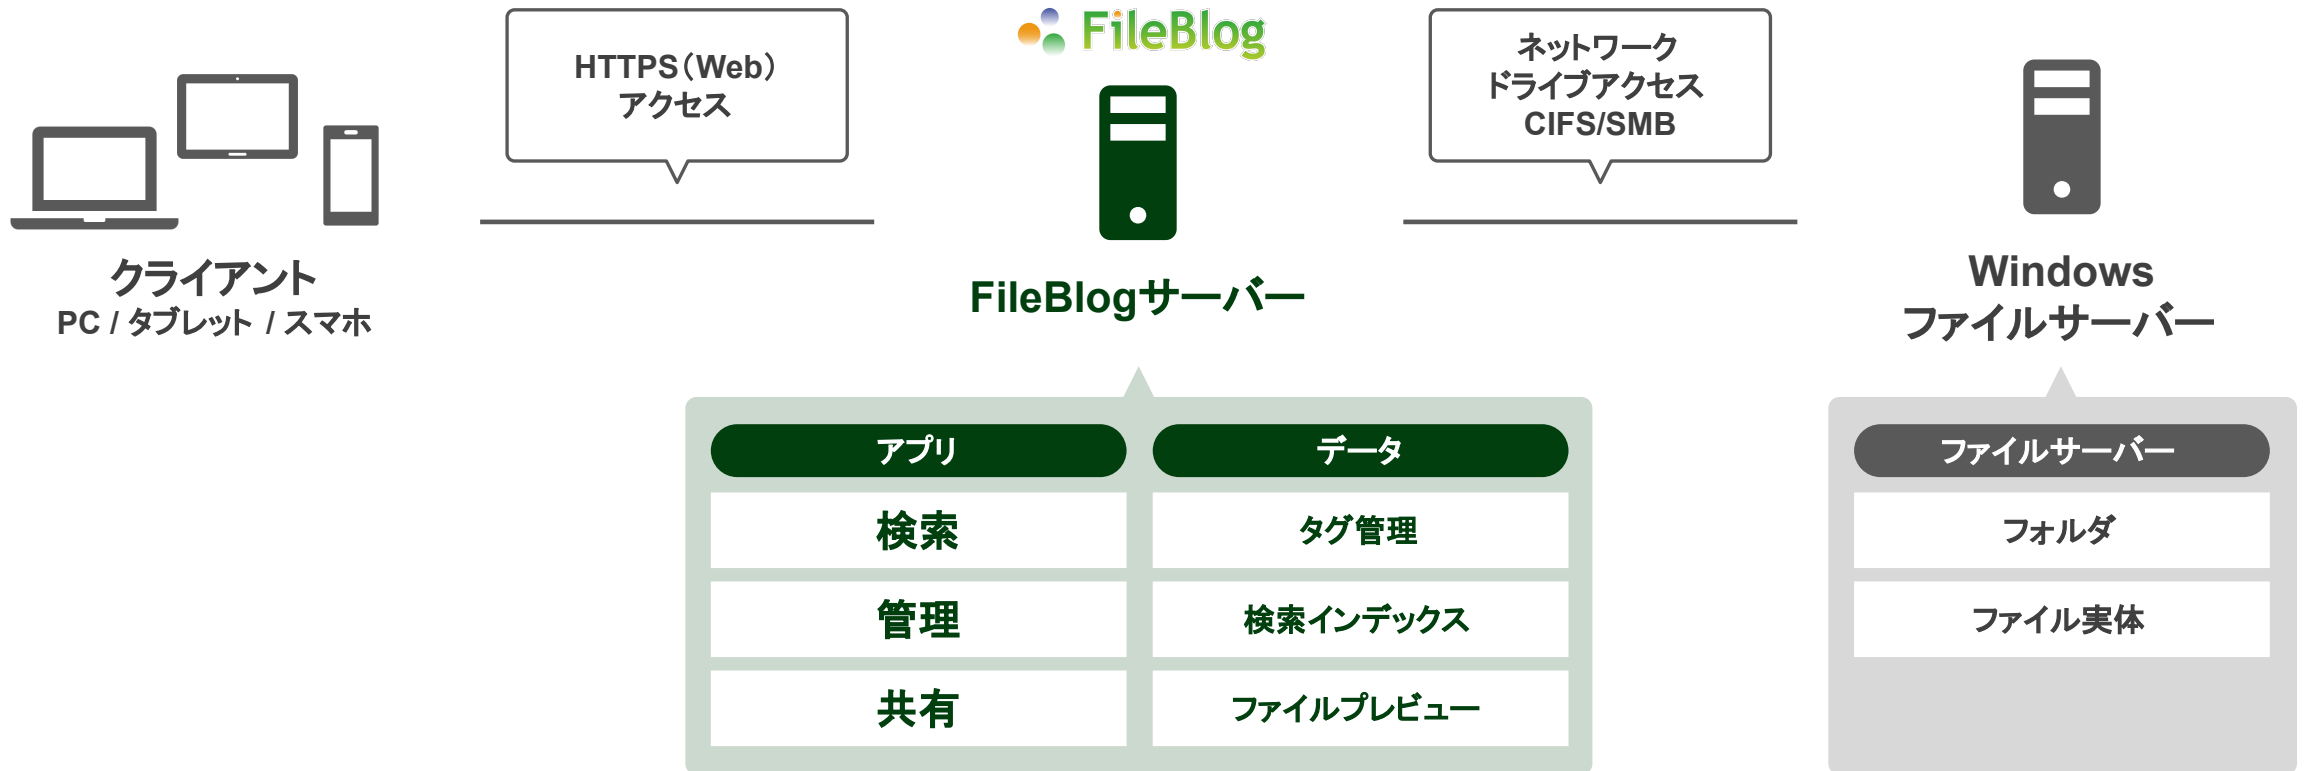 HTTPS(Web)
アクセス
FileBlog
ネットワーク
ドライブアクセス
CIFS/SMB
クライアント
PC / タブレット / スマホ
FileBlogサーバー
Windows
ファイルサーバー
アプリ
検索
管理
共有
データ
タグ管理
検索インデックス
ファイルプレビュー
ファイルサーバー
フォルダ
ファイル実体